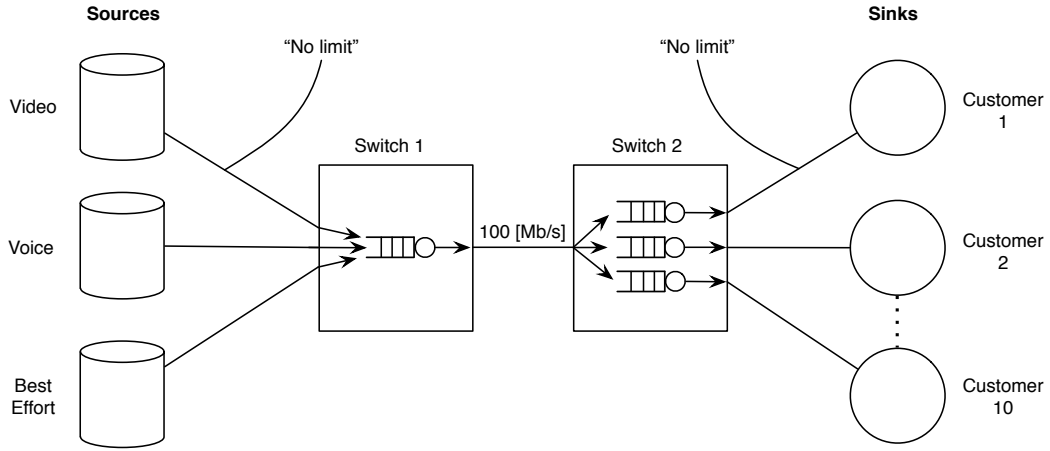 Sources
Sinks
“No limit”
“No limit”
Video
Customer
1
Switch 1
Switch 2
100 [Mb/s]
Voice
Customer
2
Best
Effort
Customer
10